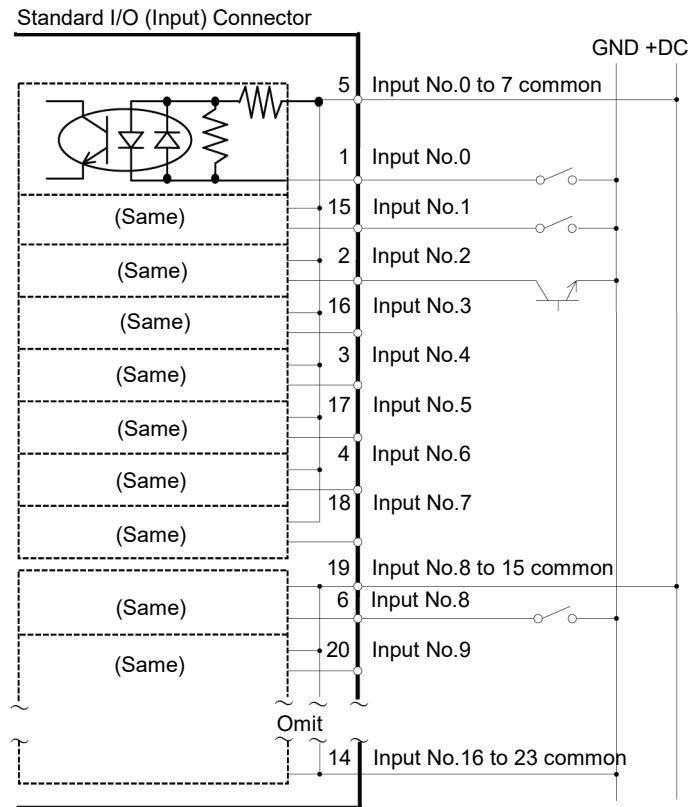 Standard I/O (Input) Connector
GND +DC
5 Input No.0 to 7 common
1 Input No.0
(Same) 15 Input No.1
2 Input No.2
(Same)
16 Input No.3
(Same)
3 Input No.4
(Same)
17 Input No.5
(Same)
4 Input No.6
(Same)
18 Input No.7
(Same)
19 Input No.8 to 15 common
6 Input No.8
(Same)
20 Input No.9
(Same)
Omit
14 Input No.16 to 23 common